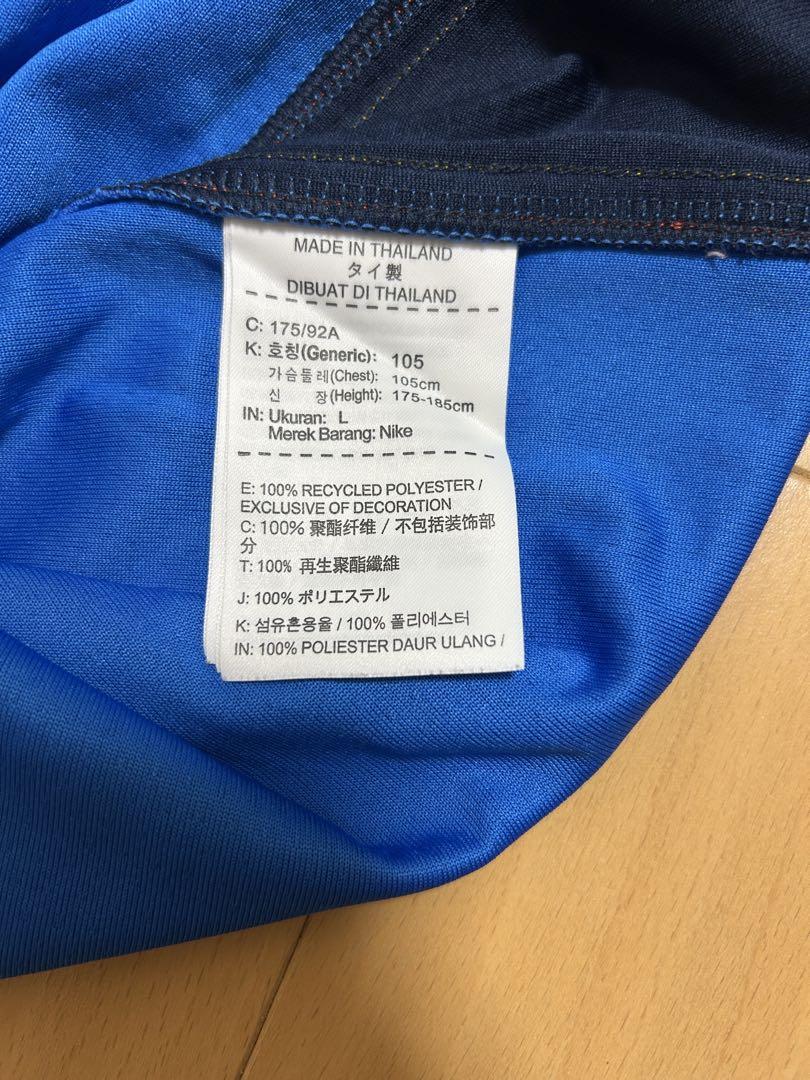 MADE IN THAILAND
タイ製
DIBUAT DI THAILAND
C: 175/92A
K: 호칭(Generic): 105
가슴둘레(Chest): 105cm
신 장(Height): 175-185cm
IN: Ukuran: L
Merek Barang: Nike
E: 100% RECYCLED POLYESTER /
EXCLUSIVE OF DECORATION
C: 100% 聚酯纤维 / 不包括装饰部
分
T: 100% 再生聚酯纖維
J: 100% ポリエステル
K: 섬유혼용율 / 100% 폴리에스터
IN: 100% POLIESTER DAUR ULANG /